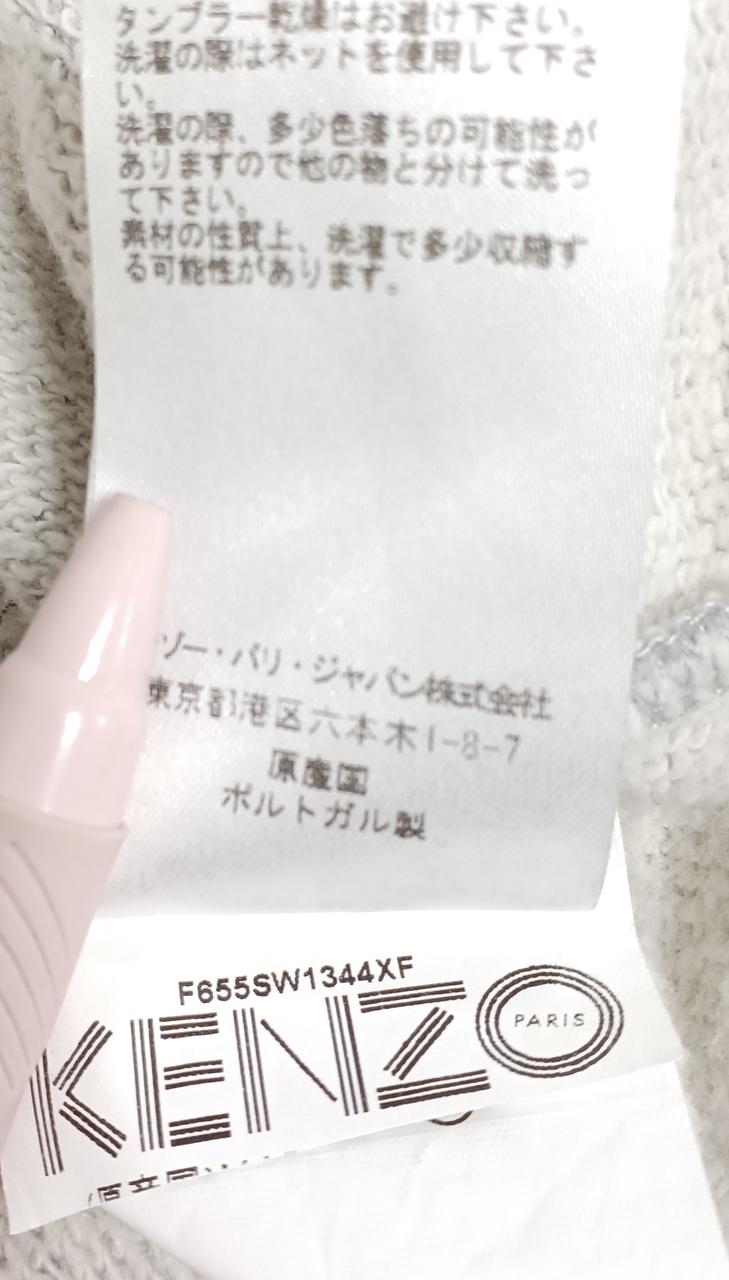 タンブラー乾燥はお避け下さい。
洗濯の際はネットを使用して下さ
い。
洗濯の際、多少色落ちの可能性が
ありますので他の物と分けて洗っ
て下さい。
素材の性質上、洗濯で多少収縮す
る可能性があります。
ゾー・パリ・ジャパン株式会社
東京都港区六本木1-8-7
原産国
ポルトガル製
F655SW1344XF
KENZO
PARIS